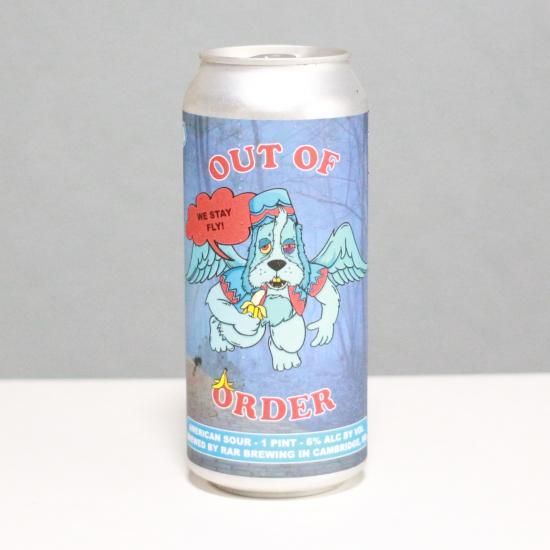 OUT OF
WE STAY
FLY!
ORDER
AMERICAN SOUR - 1 PINT - 6% ALC BY VOL
BREWED BY RAR BREWING IN CAMBRIDGE,